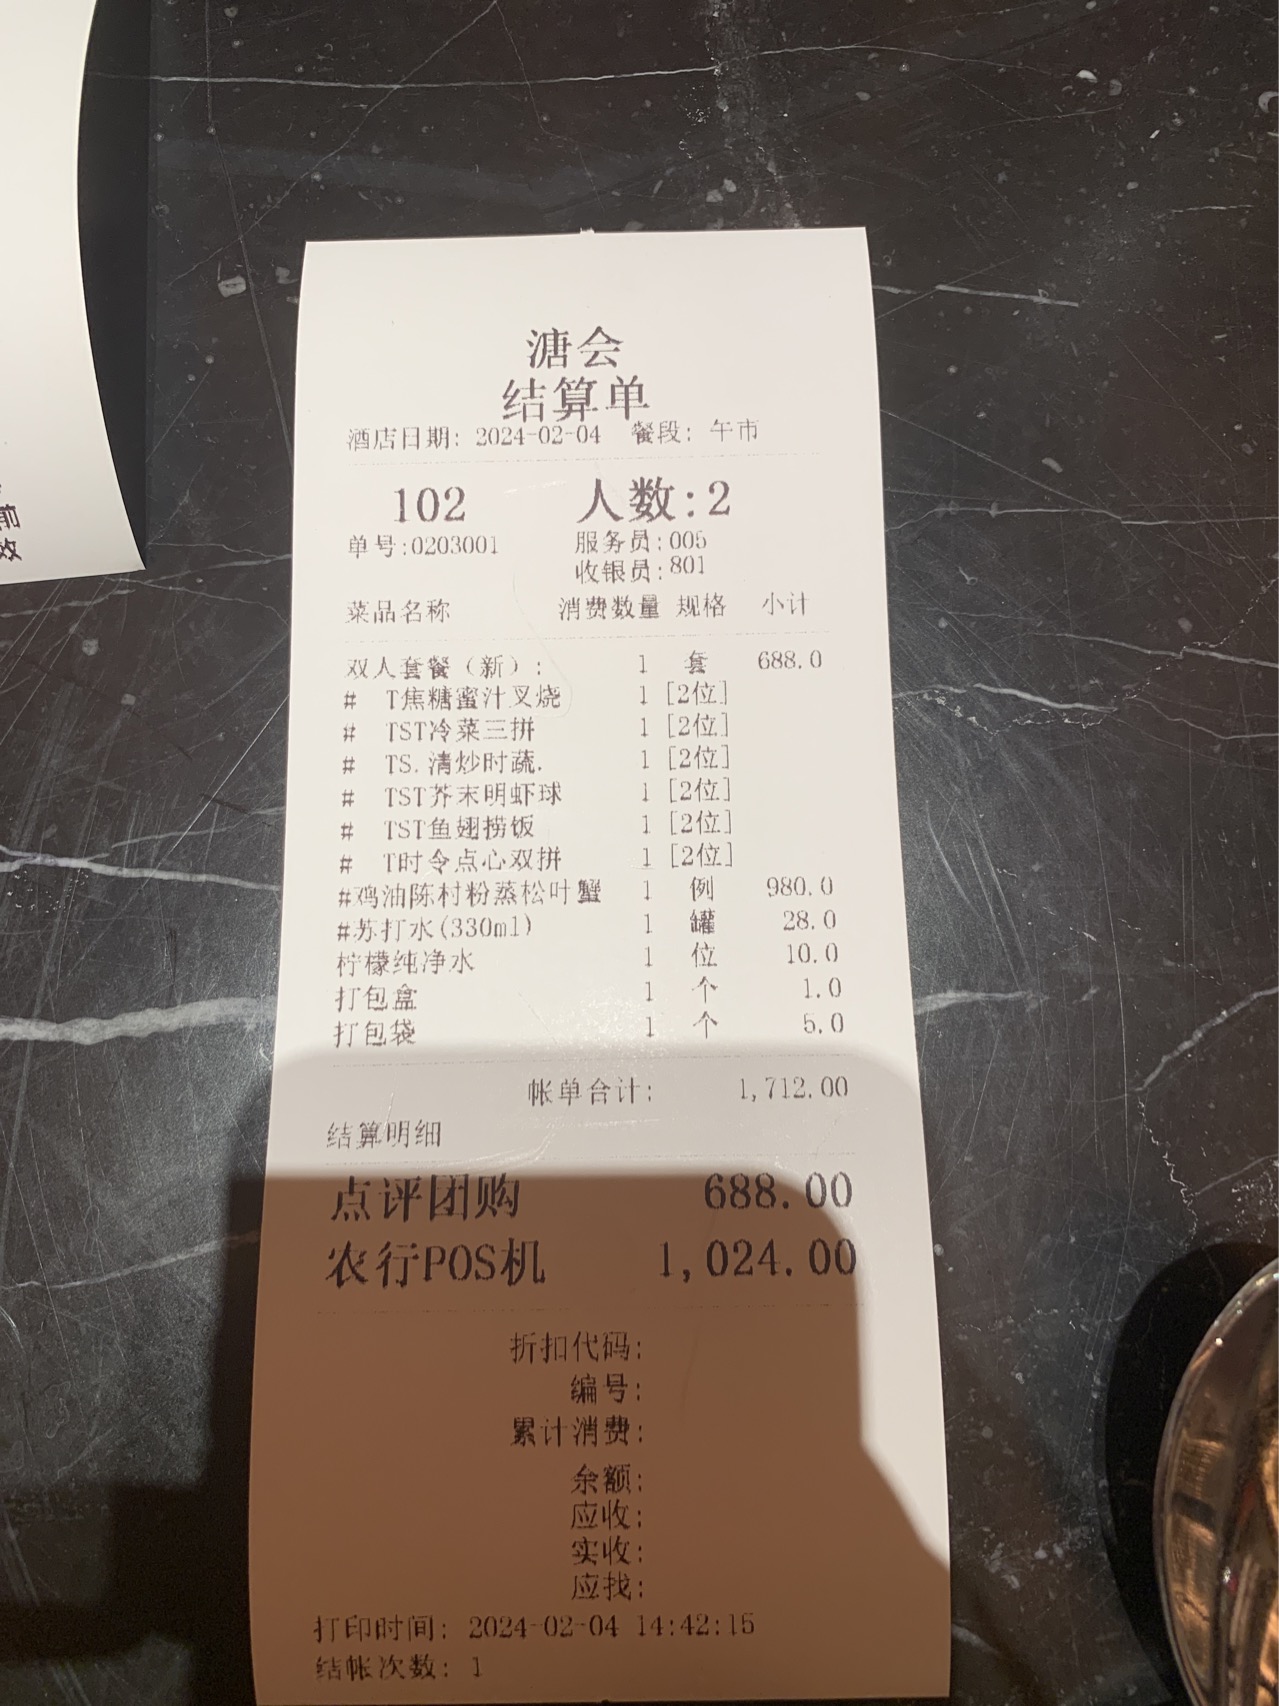 前
效
溏会
结算单
酒店日期: 2024-02-04 餐段: 午市
102 人数:2
单号:0203001 服务员:005
收银员:801
菜品名称 消费数量 规格 小计
双人套餐（新）: 1 套 688.0
# T焦糖蜜汁叉烧 1 [2位]
# TST冷菜三拼 1 [2位]
# TS.清炒时蔬. 1 [2位]
# TST芥末明虾球 1 [2位]
# TST鱼翅捞饭 1 [2位]
# T时令点心双拼 1 [2位]
#鸡油陈村粉蒸松叶蟹 1 例 980.0
#苏打水(330ml) 1 罐 28.0
柠檬纯净水 1 位 10.0
打包盒 1 个 1.0
打包袋 1 个 5.0
帐单合计: 1,712.00
结算明细
点评团购 688.00
农行POS机 1,024.00
折扣代码:
编号:
累计消费:
余额:
应收:
实收:
应找:
打印时间: 2024-02-04 14:42:15
结帐次数: 1